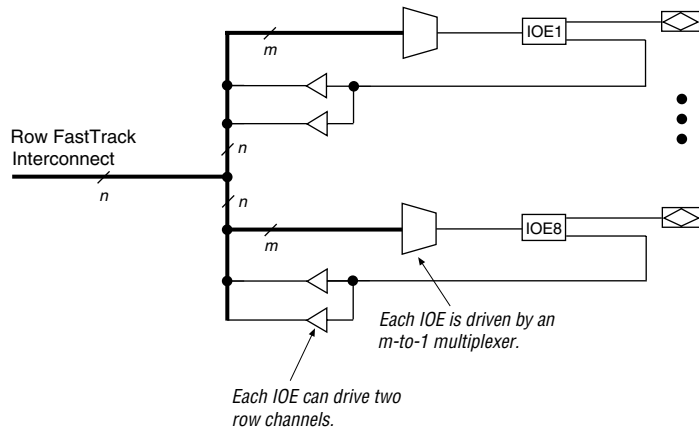 m
IOE1
Row FastTrack
Interconnect
n
n
n
m
IOE8
Each IOE is driven by an
m-to-1 multiplexer.
Each IOE can drive two
row channels.